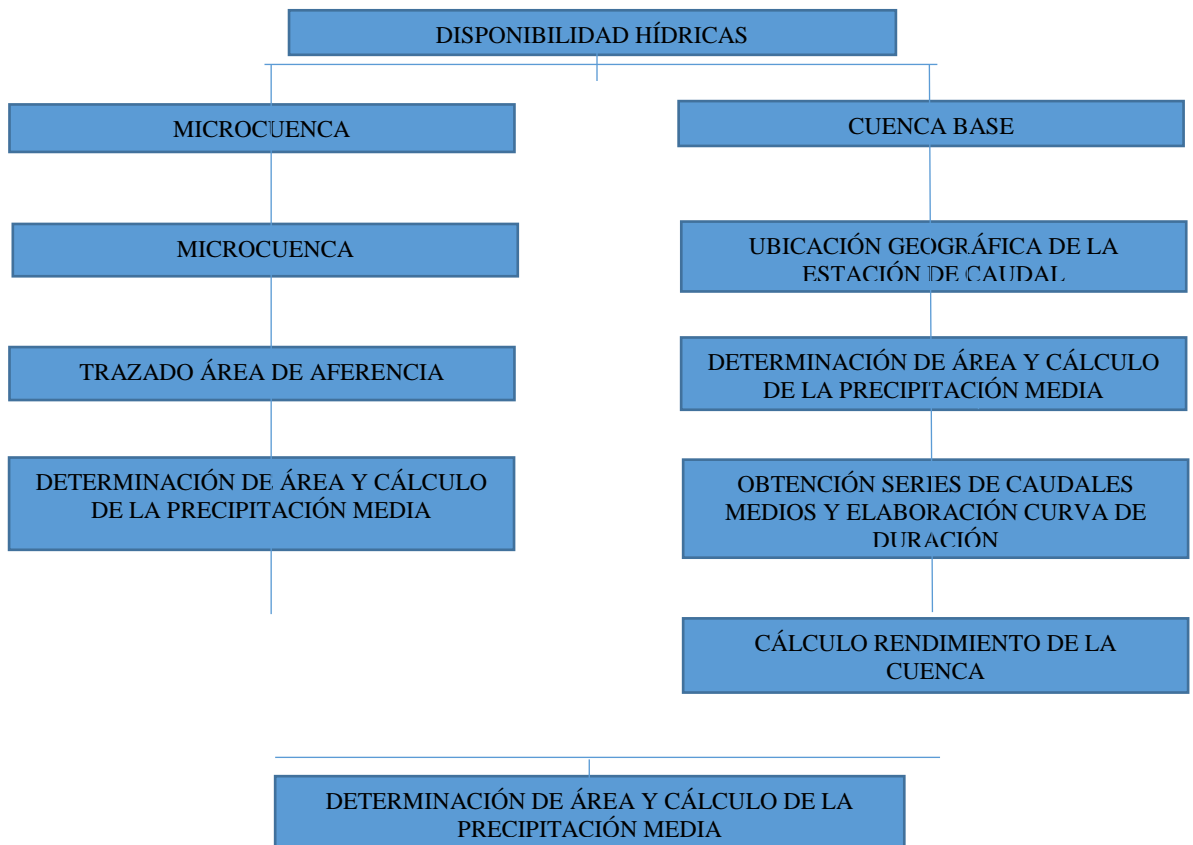 DISPONIBILIDAD HÍDRICAS
MICROCUENCA
CUENCA BASE
MICROCUENCA
UBICACIÓN GEOGRÁFICA DE LA
ESTACIÓN DE CAUDAL
TRAZADO ÁREA DE AFERENCIA
DETERMINACIÓN DE ÁREA Y CÁLCULO
DE LA PRECIPITACIÓN MEDIA
DETERMINACIÓN DE ÁREA Y CÁLCULO
DE LA PRECIPITACIÓN MEDIA
OBTENCIÓN SERIES DE CAUDALES
MEDIOS Y ELABORACIÓN CURVA DE
DURACIÓN
CÁLCULO RENDIMIENTO DE LA
CUENCA
DETERMINACIÓN DE ÁREA Y CÁLCULO DE LA
PRECIPITACIÓN MEDIA